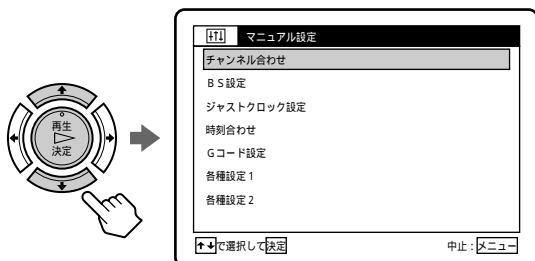 マニュアル設定
チャンネル合わせ
BS設定
ジャストクロック設定
時刻合わせ
Gコード設定
各種設定1
各種設定2
再生
決定
↑↓で選択して決定
中止：メニュー